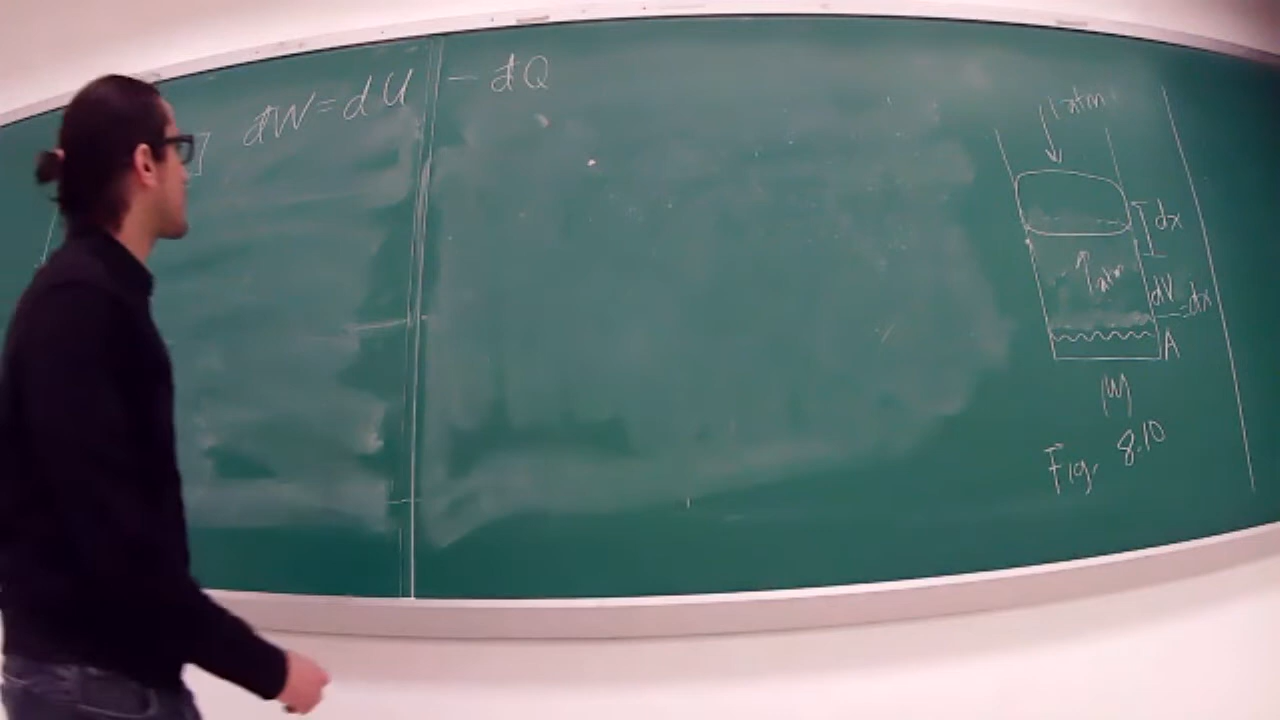 ]
đW = dU - đQ
1 atm
dx
1 atm
dV
= dx
A
Fig. 8.10